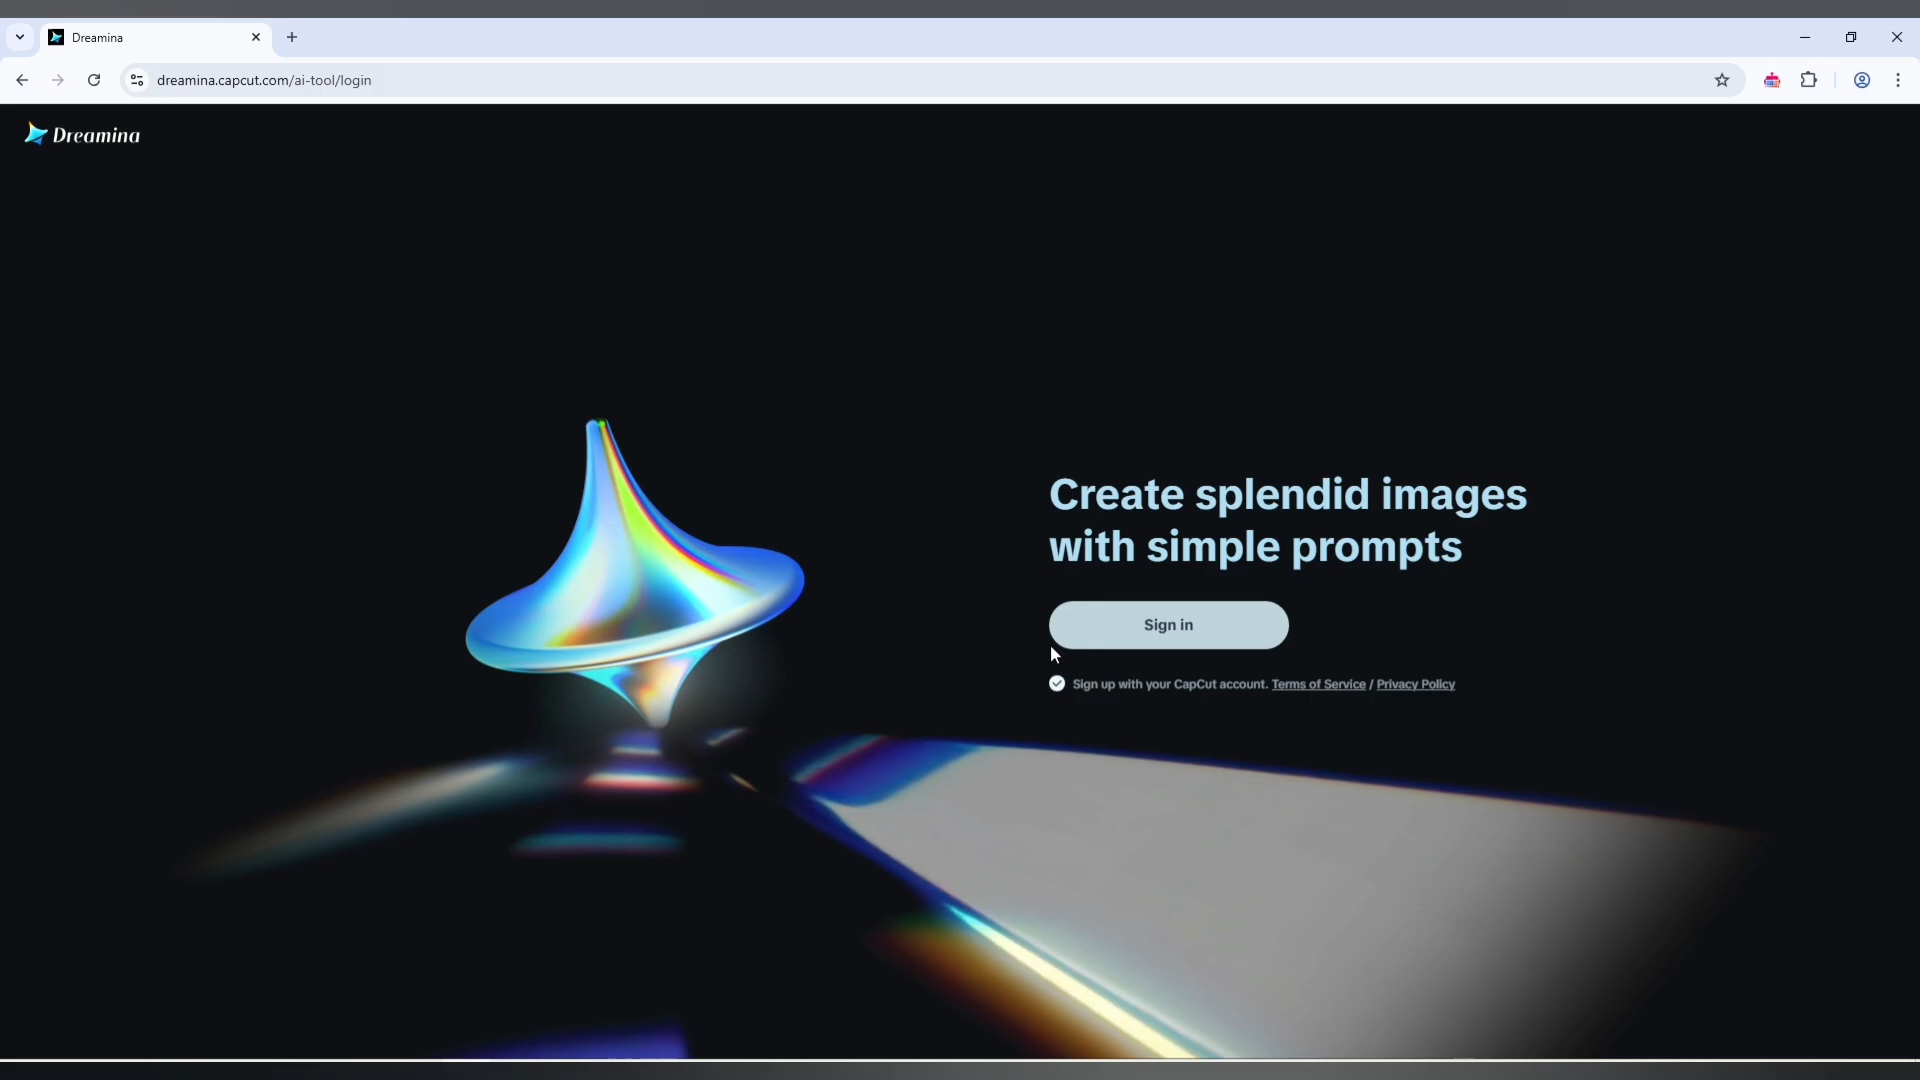 Dreamina
dreamina.capcut.com/ai-tool/login
Dreamina
Create splendid images
with simple prompts
Sign in
Sign up with your CapCut account. Terms of Service / Privacy Policy